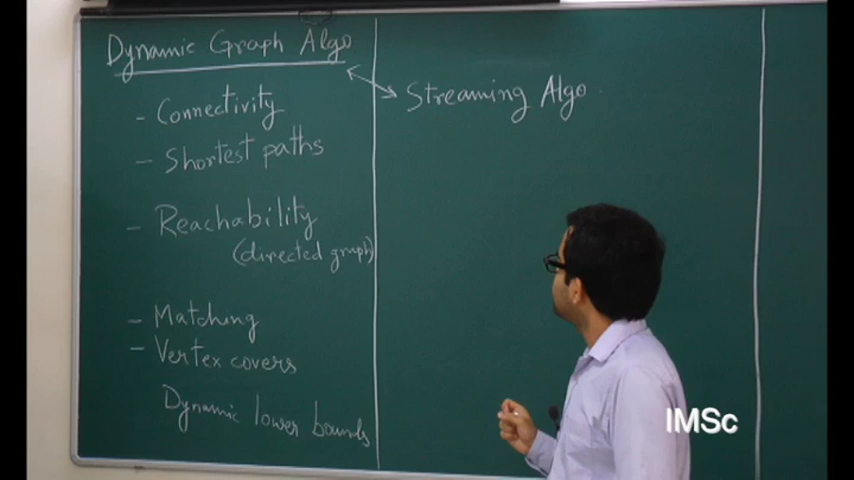 Dynamic Graph Algo
- Connectivity
- Shortest paths
- Reachability
(directed graph)
- Matching
- Vertex covers
Dynamic lower bounds
Streaming Algo
IMSc